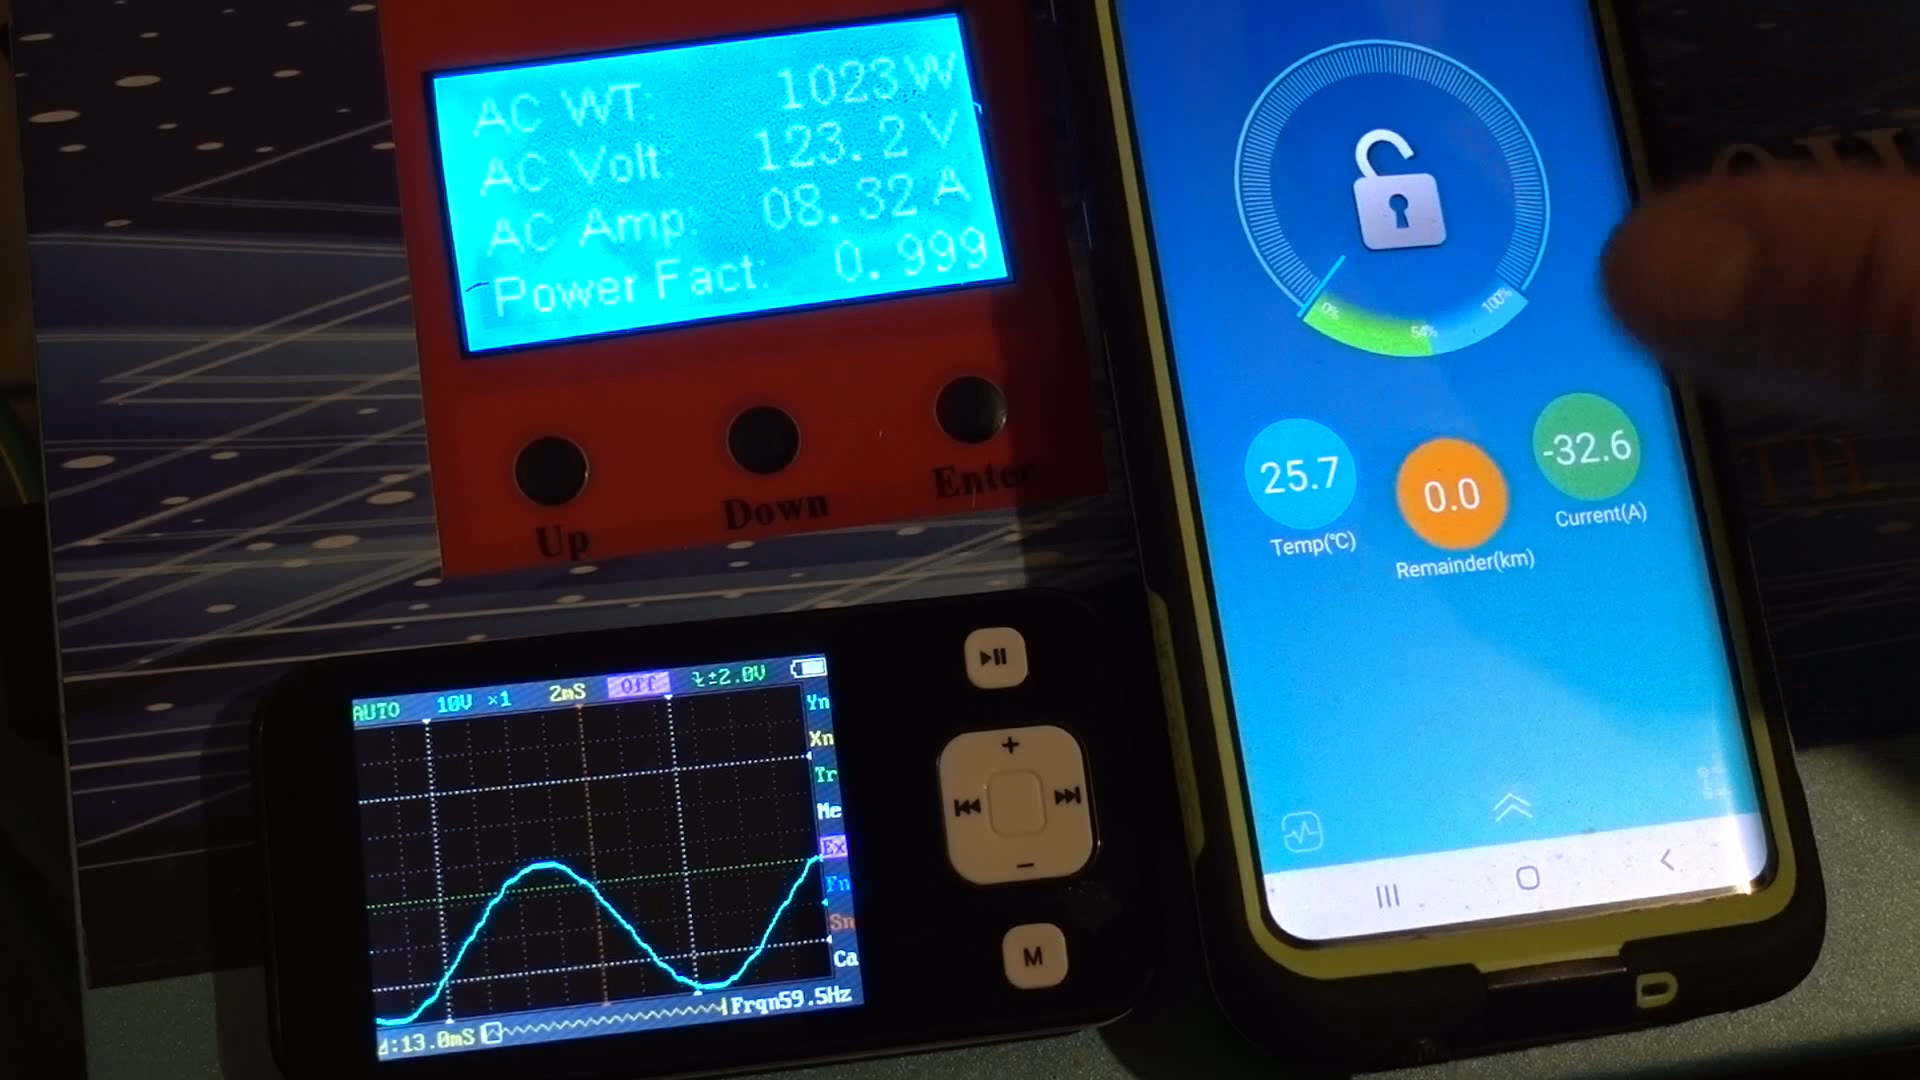 AC WT: 1023W
AC Volt: 123.2 V
AC Amp: 08.32 A
Power Fact: 0.999
Up
Down
Enter
0%
54%
100%
25.7
Temp(℃)
0.0
Remainder(km)
-32.6
Current(A)
AUTO 10V ×1 2mS Off ±2.0V
Yn
Xn
Tr
Me
Ex
Fn
Sn
Ca
Frqn59.5Hz
⊿:13.0mS
M